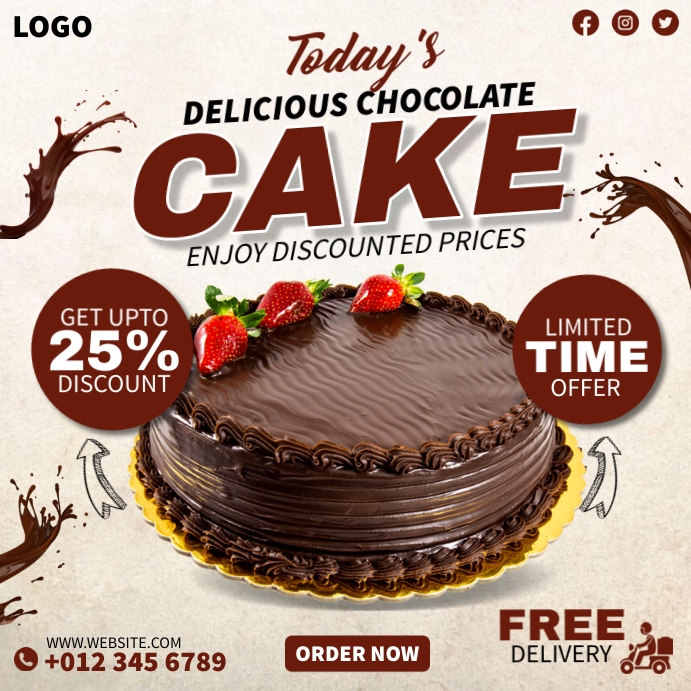 LOGO
Today's
DELICIOUS CHOCOLATE
CAKE
ENJOY DISCOUNTED PRICES
GET UPTO
25%
DISCOUNT
LIMITED
TIME
OFFER
WWW.WEBSITE.COM
+012 345 6789
ORDER NOW
FREE
DELIVERY